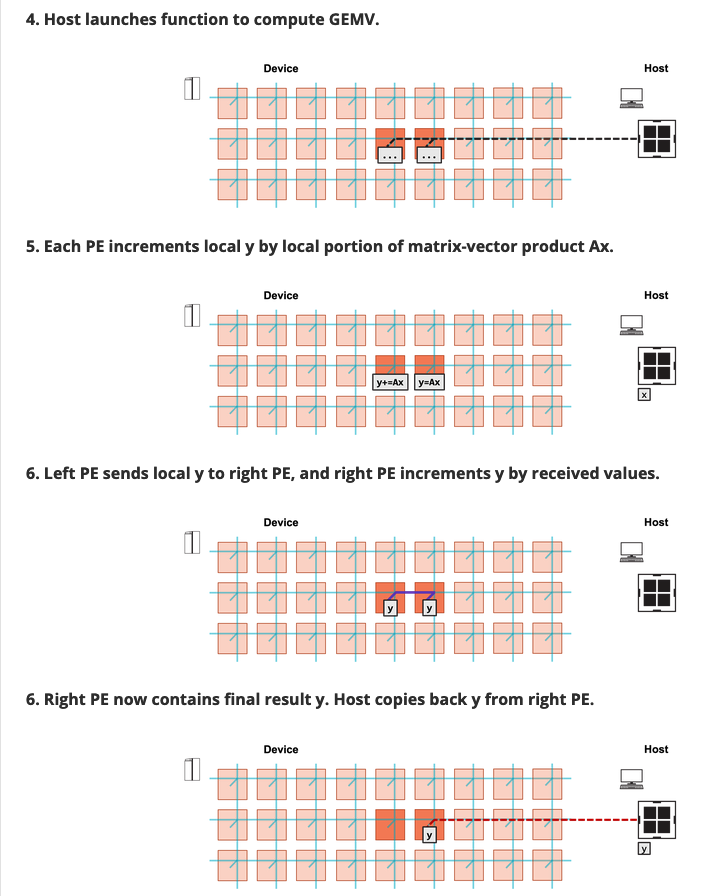 4. Host launches function to compute GEMV.
Device
Host
...
...
5. Each PE increments local y by local portion of matrix-vector product Ax.
Device
Host
y+=Ax
y=Ax
x
6. Left PE sends local y to right PE, and right PE increments y by received values.
Device
Host
y
y
6. Right PE now contains final result y. Host copies back y from right PE.
Device
Host
y
y